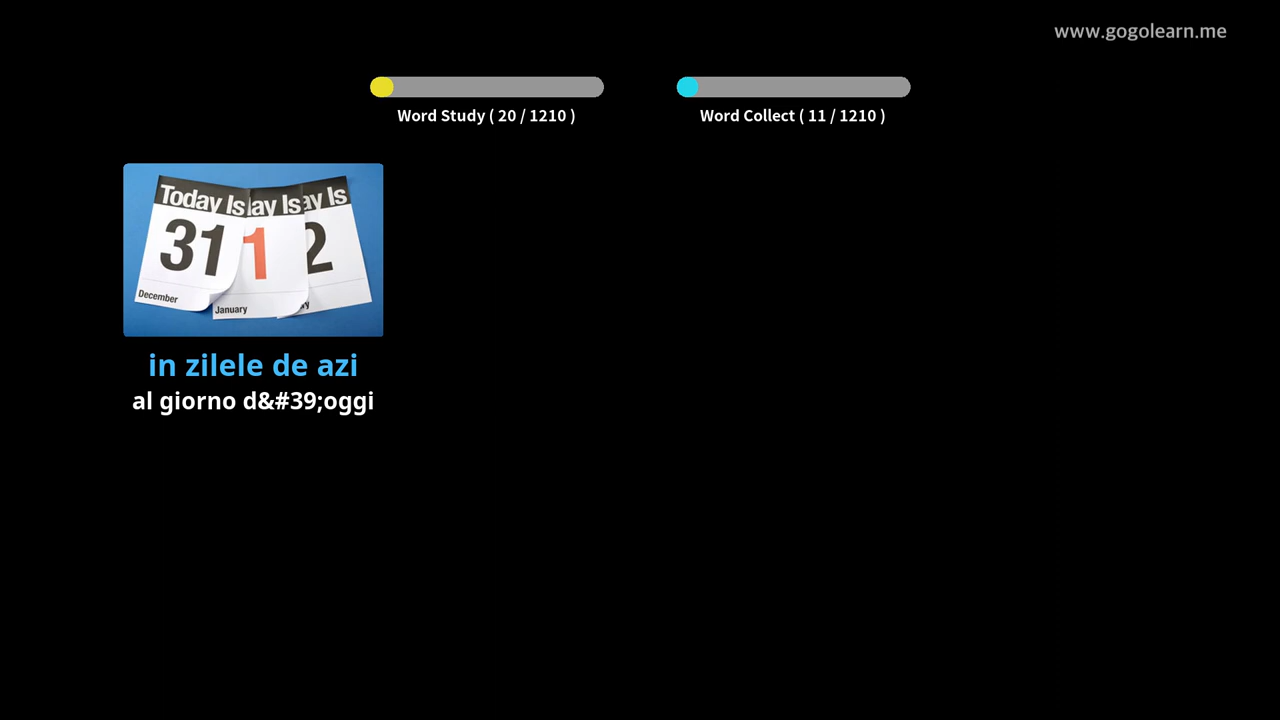 www.gogolearn.me
Word Study ( 20 / 1210 )
Word Collect ( 11 / 1210 )
Today Is
ay Is
ay Is
31
1
2
December
January
ry
in zilele de azi
al giorno d&#39;oggi